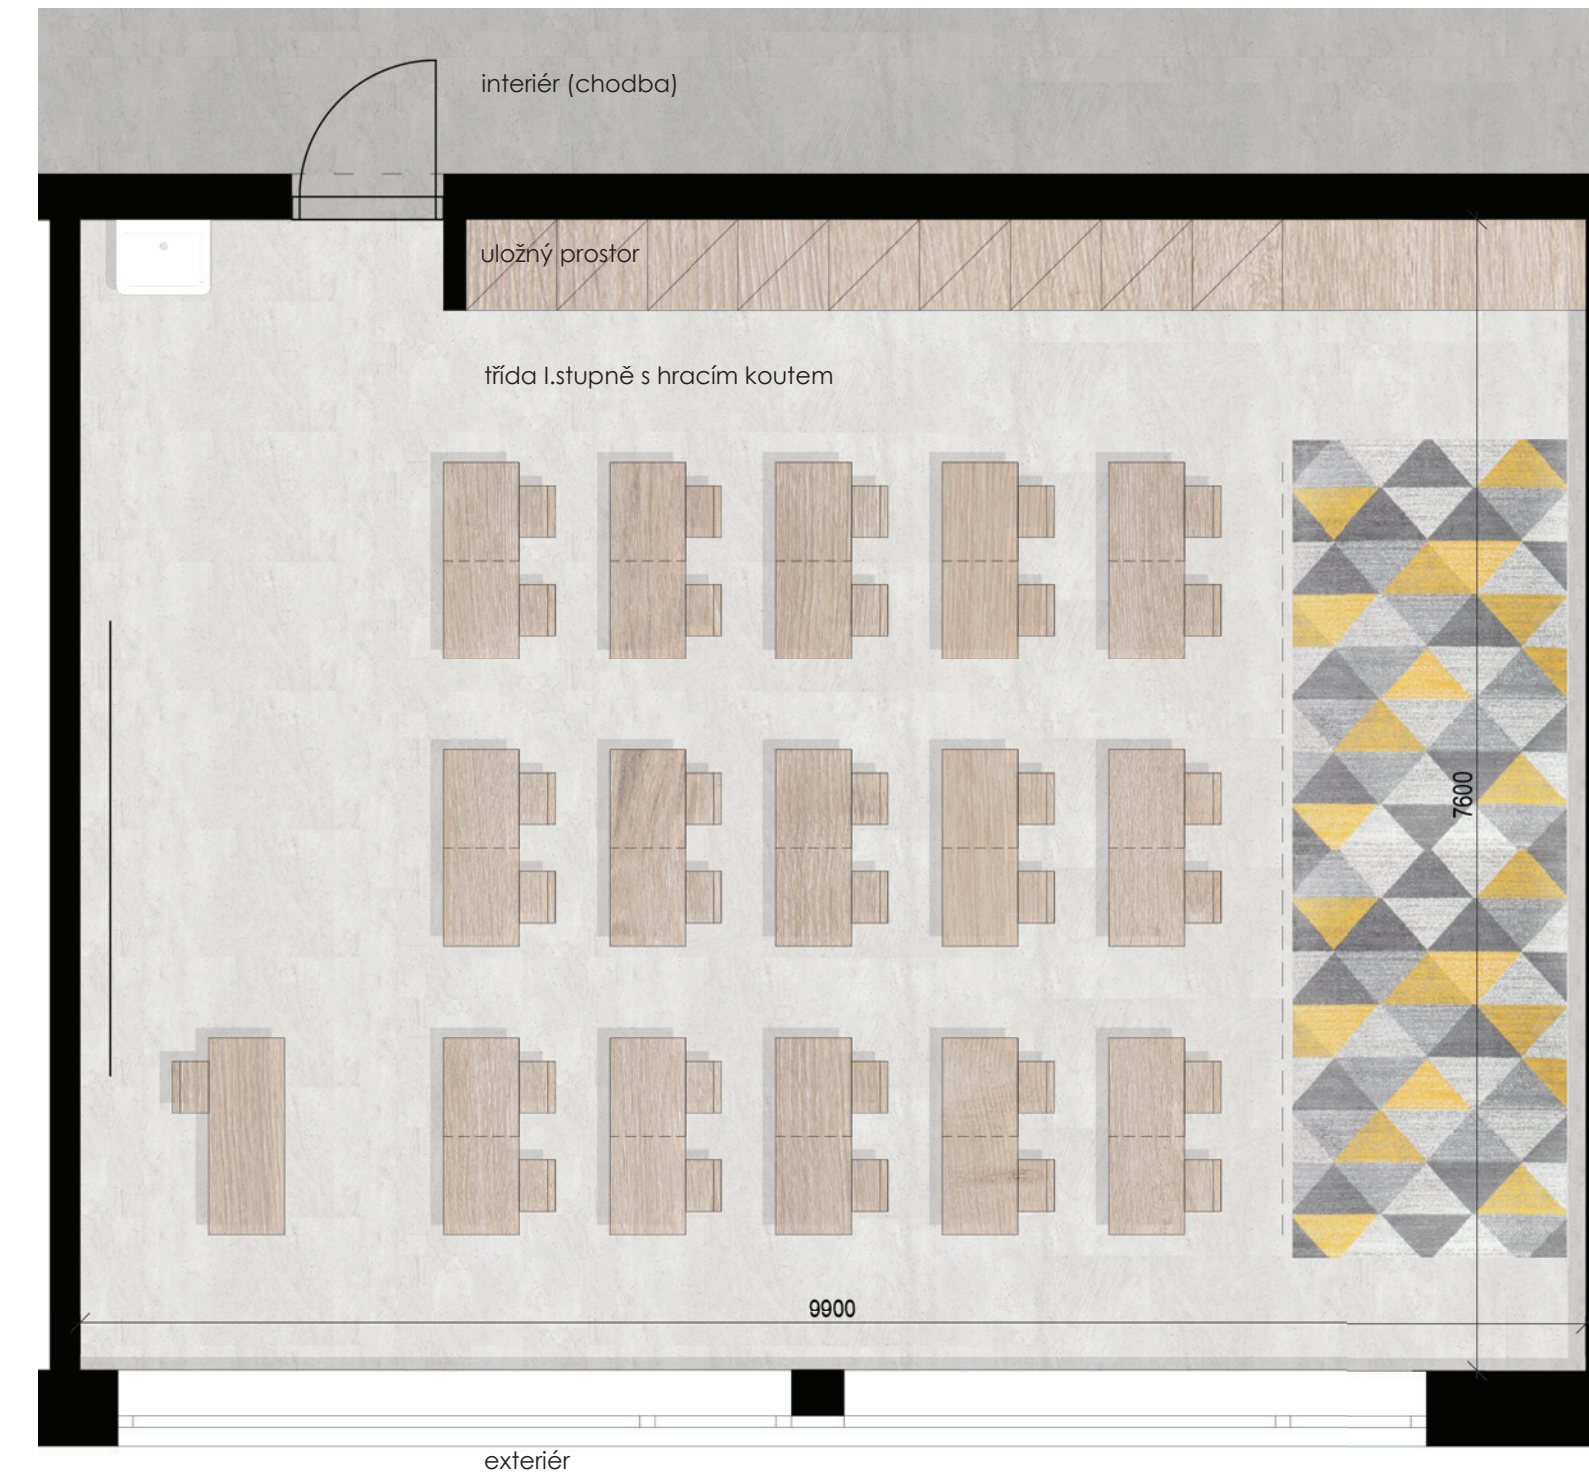 interiér (chodba)
uložný prostor
třída I.stupně s hracím koutem
7600
9900
exteriér